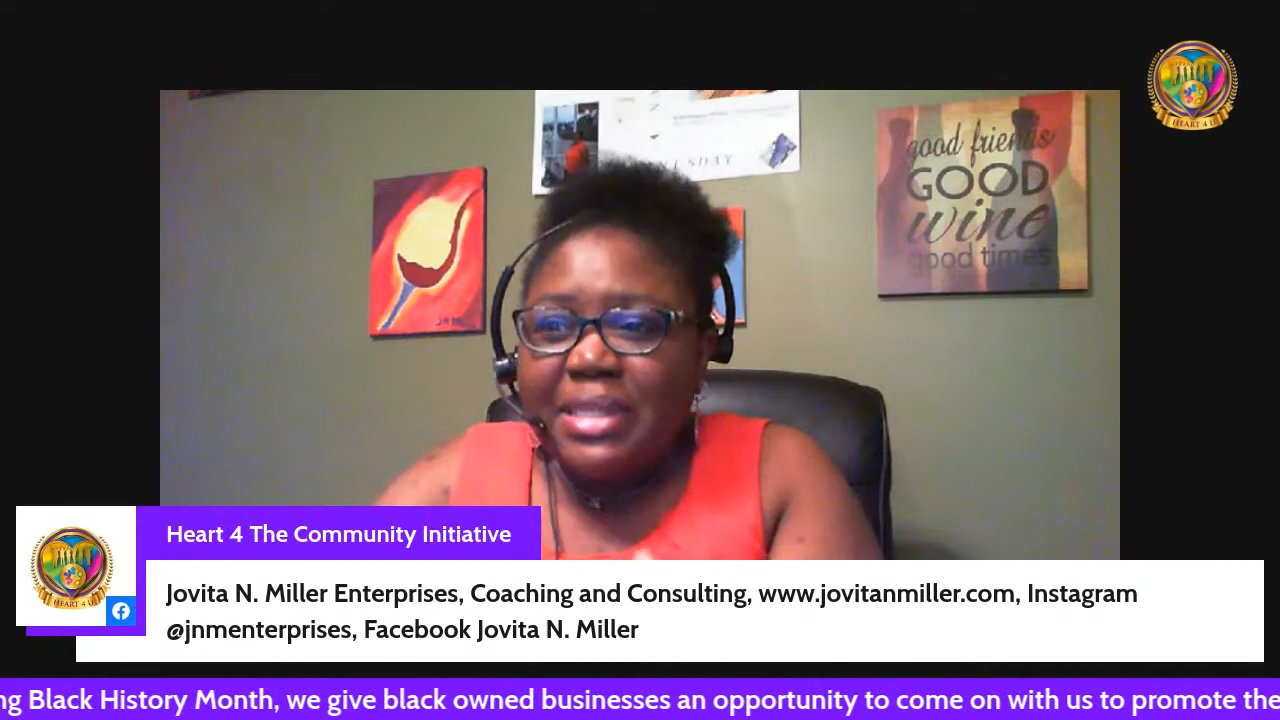 HEART 4 U
good friends
GOOD
wine
good times
Heart 4 The Community Initiative
HEART 4 U
Jovita N. Miller Enterprises, Coaching and Consulting, www.jovitanmiller.com, Instagram
@jnmenterprises, Facebook Jovita N. Miller
ng Black History Month, we give black owned businesses an opportunity to come on with us to promote the